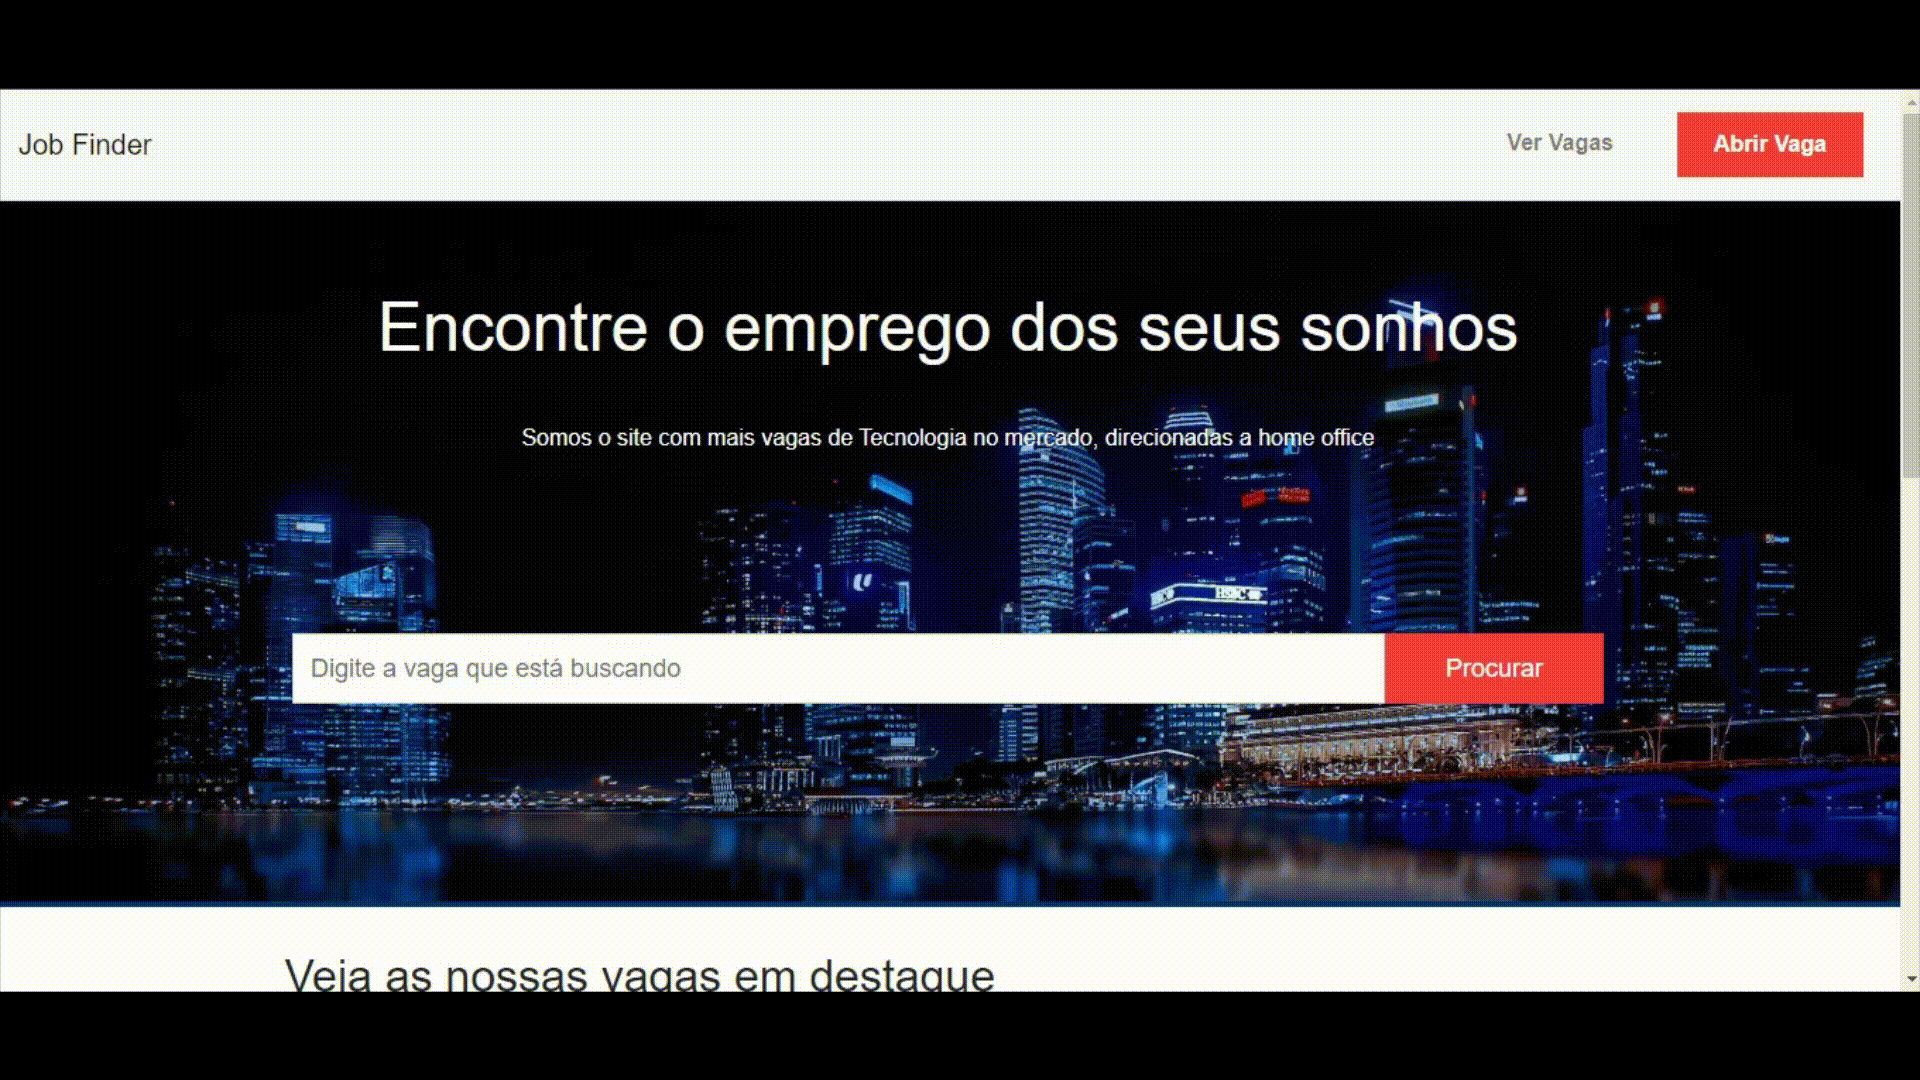 Job Finder
Ver Vagas
Abrir Vaga
Encontre o emprego dos seus sonhos
Somos o site com mais vagas de Tecnologia no mercado, direcionadas a home office
HSBC
Digite a vaga que está buscando
Procurar
Veja as nossas vagas em destaque